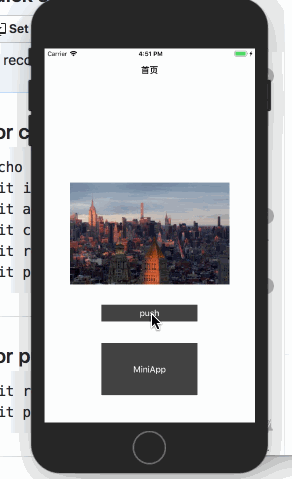 Set
reco
Carrier 4:51 PM
首页
or c
cho
it i
it a
it c
it r
it p
push
MiniApp
or p
it r
it p